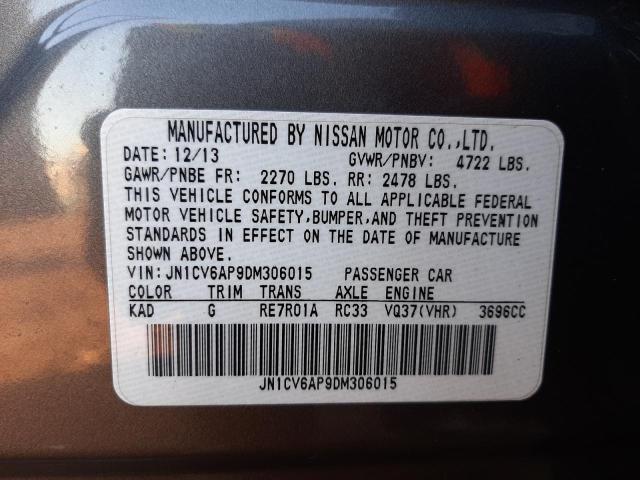 MANUFACTURED BY NISSAN MOTOR CO.,LTD.
DATE: 12/13 GVWR/PNBV: 4722 LBS.
GAWR/PNBE FR: 2270 LBS. RR: 2478 LBS.
THIS VEHICLE CONFORMS TO ALL APPLICABLE FEDERAL
MOTOR VEHICLE SAFETY,BUMPER,AND THEFT PREVENTION
STANDARDS IN EFFECT ON THE DATE OF MANUFACTURE
SHOWN ABOVE.
VIN: JN1CV6AP9DM306015 PASSENGER CAR
COLOR TRIM TRANS AXLE ENGINE
KAD G RE7R01A RC33 VQ37(VHR) 3696CC
JN1CV6AP9DM306015